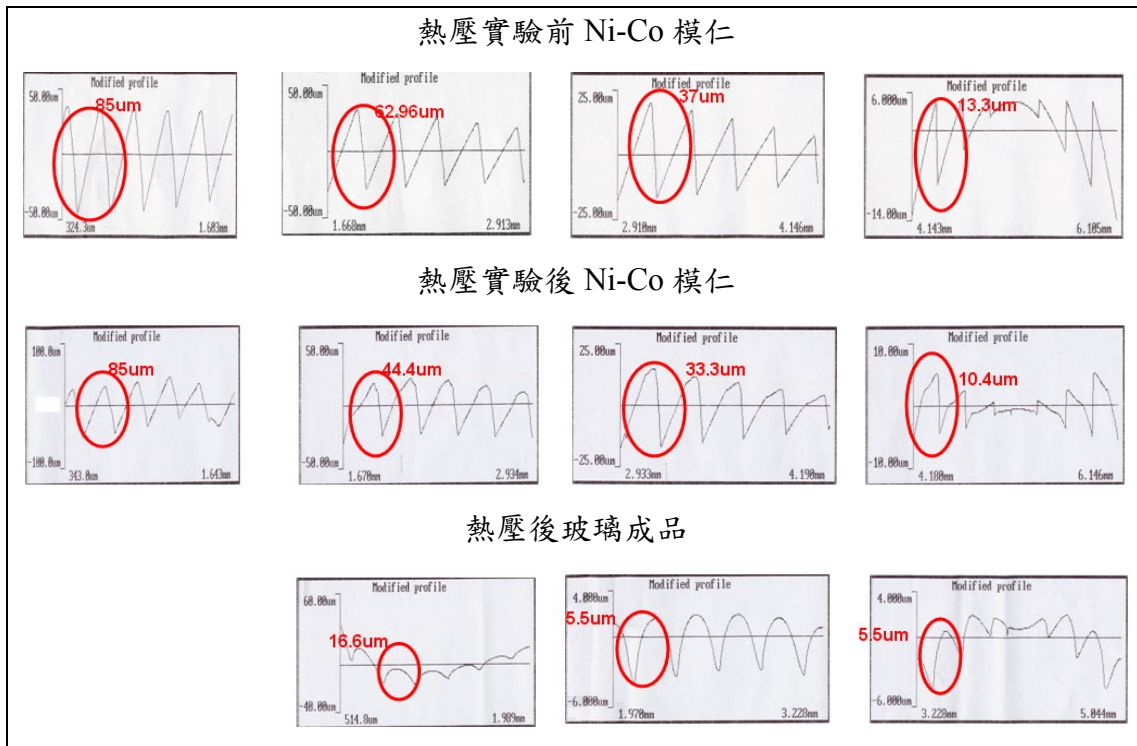 熱壓實驗前 Ni-Co 模仁
Modified profile
50.00um
85um
-50.00um
324.3um 1.603mm
Modified profile
50.00um
62.96um
-50.00um
1.668mm 2.913mm
Modified profile
25.00um
37um
-25.00um
2.910mm 4.146mm
Modified profile
6.000um
13.3um
-14.00um
4.143mm 6.105mm
熱壓實驗後 Ni-Co 模仁
Modified profile
100.0um
85um
-100.0um
343.0um 1.643mm
Modified profile
50.00um
44.4um
-50.00um
1.670mm 2.934mm
Modified profile
25.00um
33.3um
-25.00um
2.933mm 4.190mm
Modified profile
10.00um
10.4um
-10.00um
4.180mm 6.146mm
熱壓後玻璃成品
Modified profile
60.00um
16.6um
-40.00um
514.8um 1.989mm
Modified profile
4.000um
5.5um
-6.000um
1.970mm 3.228mm
Modified profile
4.000um
5.5um
-6.000um
3.228mm 5.044mm